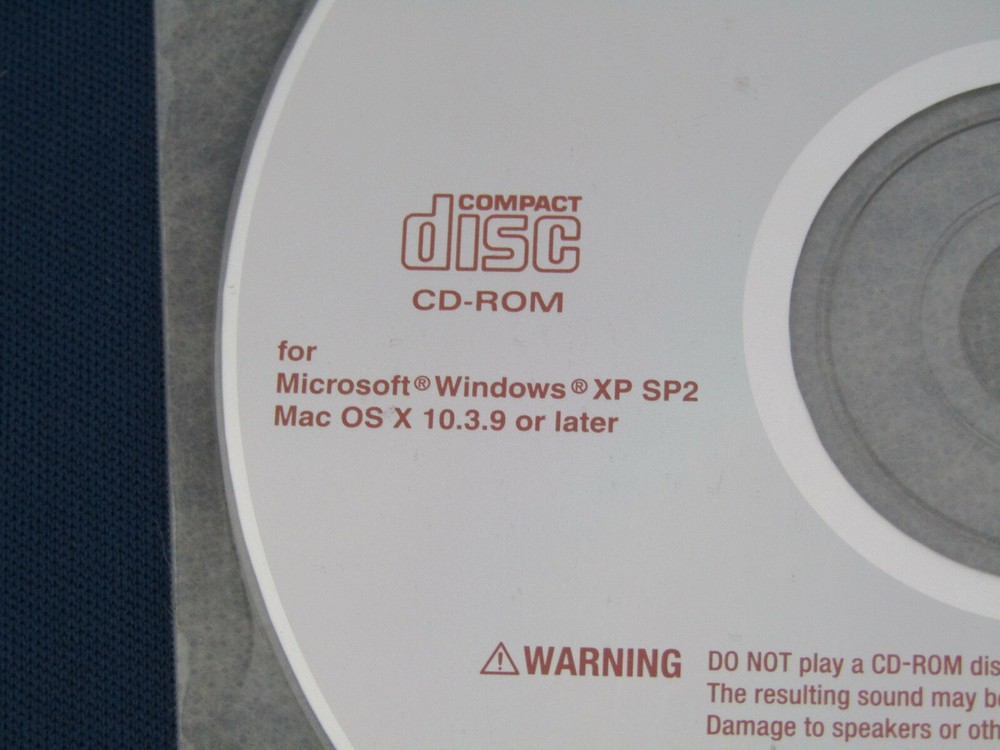 COMPACT
disc
CD-ROM
for
Microsoft® Windows® XP SP2
Mac OS X 10.3.9 or later
⚠WARNING DO NOT play a CD-ROM
The resulting sound may
Damage to speakers or